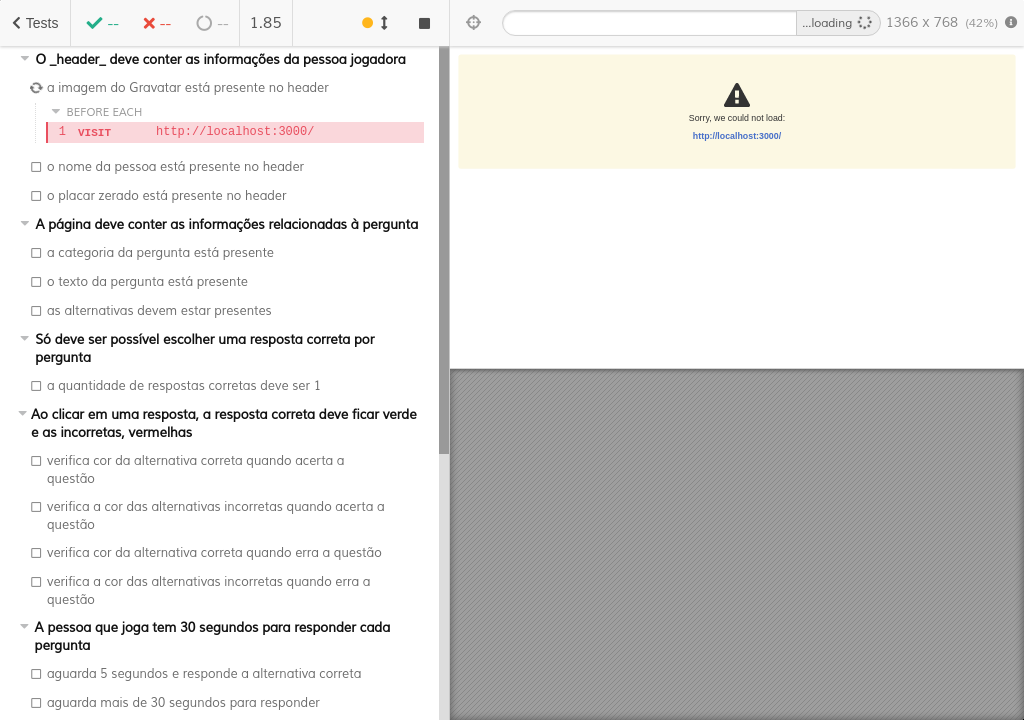 Tests
--
--
--
1.85
...loading
1366 x 768 (42%)
O _header_ deve conter as informações da pessoa jogadora
a imagem do Gravatar está presente no header
BEFORE EACH
1 VISIT http://localhost:3000/
o nome da pessoa está presente no header
o placar zerado está presente no header
A página deve conter as informações relacionadas à pergunta
a categoria da pergunta está presente
o texto da pergunta está presente
as alternativas devem estar presentes
Só deve ser possível escolher uma resposta correta por
pergunta
a quantidade de respostas corretas deve ser 1
Ao clicar em uma resposta, a resposta correta deve ficar verde
e as incorretas, vermelhas
verifica cor da alternativa correta quando acerta a
questão
verifica a cor das alternativas incorretas quando acerta a
questão
verifica cor da alternativa correta quando erra a questão
verifica a cor das alternativas incorretas quando erra a
questão
A pessoa que joga tem 30 segundos para responder cada
pergunta
aguarda 5 segundos e responde a alternativa correta
aguarda mais de 30 segundos para responder
Sorry, we could not load:
http://localhost:3000/